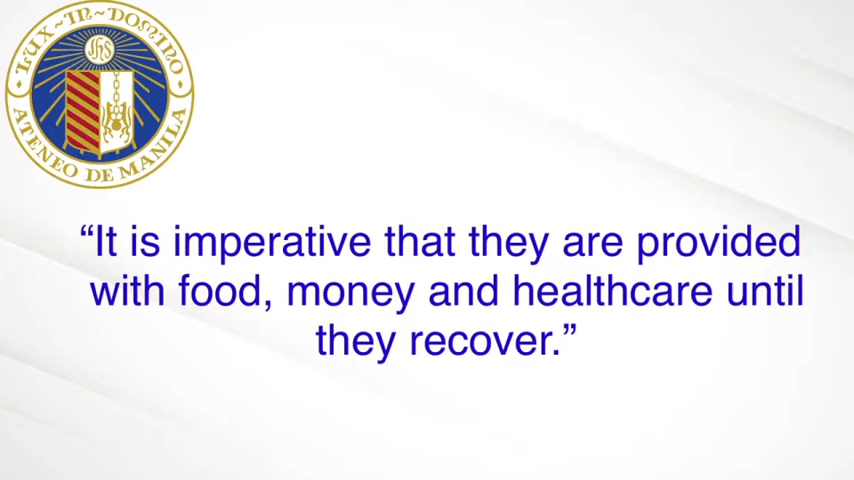 LUX~IN~DOMINO
JhS
ATENEO DE MANILA
“It is imperative that they are provided
with food, money and healthcare until
they recover.”